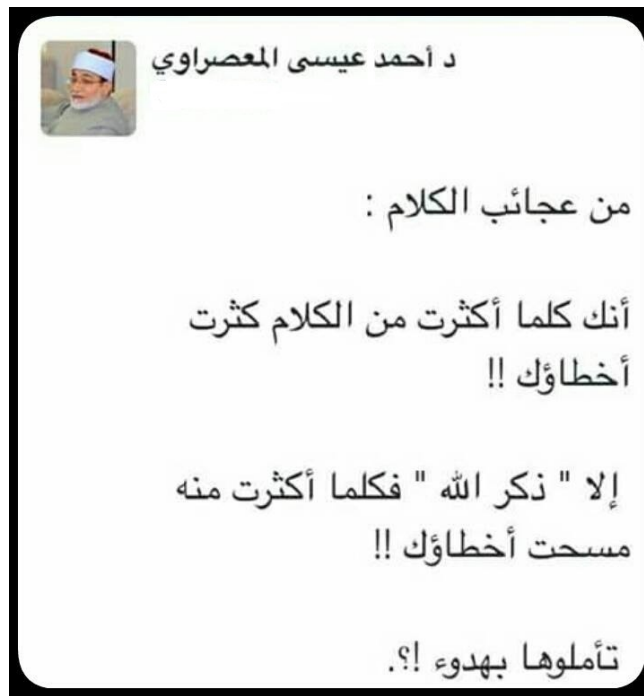 د أحمد عيسى المعصراوي
من عجائب الكلام :
أنك كلما أكثرت من الكلام كثرت
أخطاؤك !!
إلا " ذكر الله " فكلما أكثرت منه
مسحت أخطاؤك !!
تأملوها بهدوء !؟.